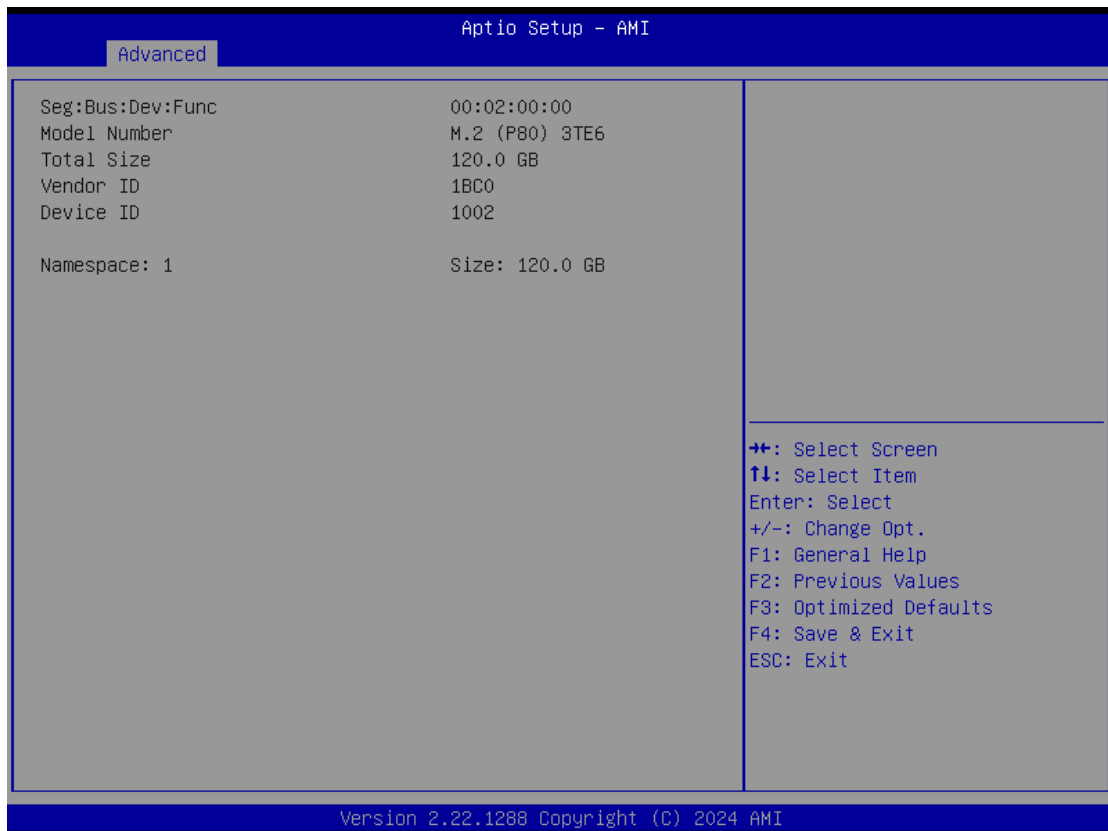 Aptio Setup - AMI
Advanced
Seg:Bus:Dev:Func 00:02:00:00
Model Number M.2 (P80) 3TE6
Total Size 120.0 GB
Vendor ID 1BC0
Device ID 1002
Namespace: 1 Size: 120.0 GB
→←: Select Screen
↑↓: Select Item
Enter: Select
+/-: Change Opt.
F1: General Help
F2: Previous Values
F3: Optimized Defaults
F4: Save & Exit
ESC: Exit
Version 2.22.1288 Copyright (C) 2024 AMI